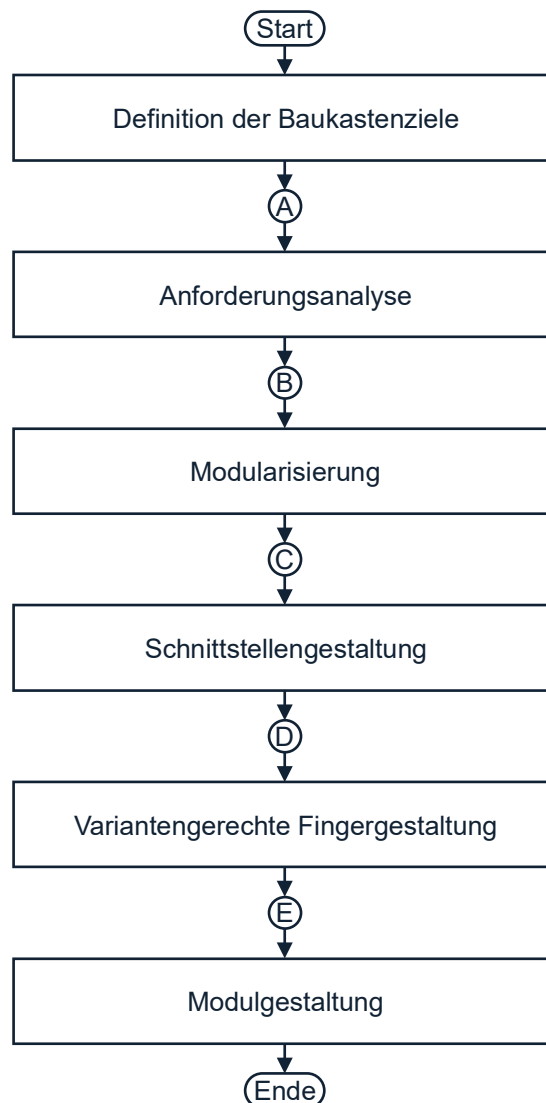 Start
Definition der Baukastenziele
A
Anforderungsanalyse
B
Modularisierung
C
Schnittstellengestaltung
D
Variantengerechte Fingergestaltung
E
Modulgestaltung
Ende